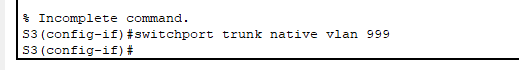 % Incomplete command.
S3(config-if)#switchport trunk native vlan 999
S3(config-if)#